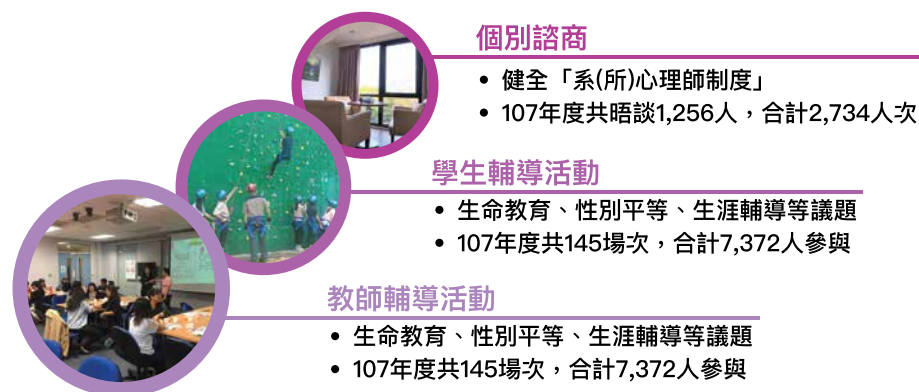 個別諮商
• 健全「系(所)心理師制度」
• 107年度共晤談1,256人，合計2,734人次
學生輔導活動
• 生命教育、性別平等、生涯輔導等議題
• 107年度共145場次，合計7,372人參與
教師輔導活動
• 生命教育、性別平等、生涯輔導等議題
• 107年度共145場次，合計7,372人參與